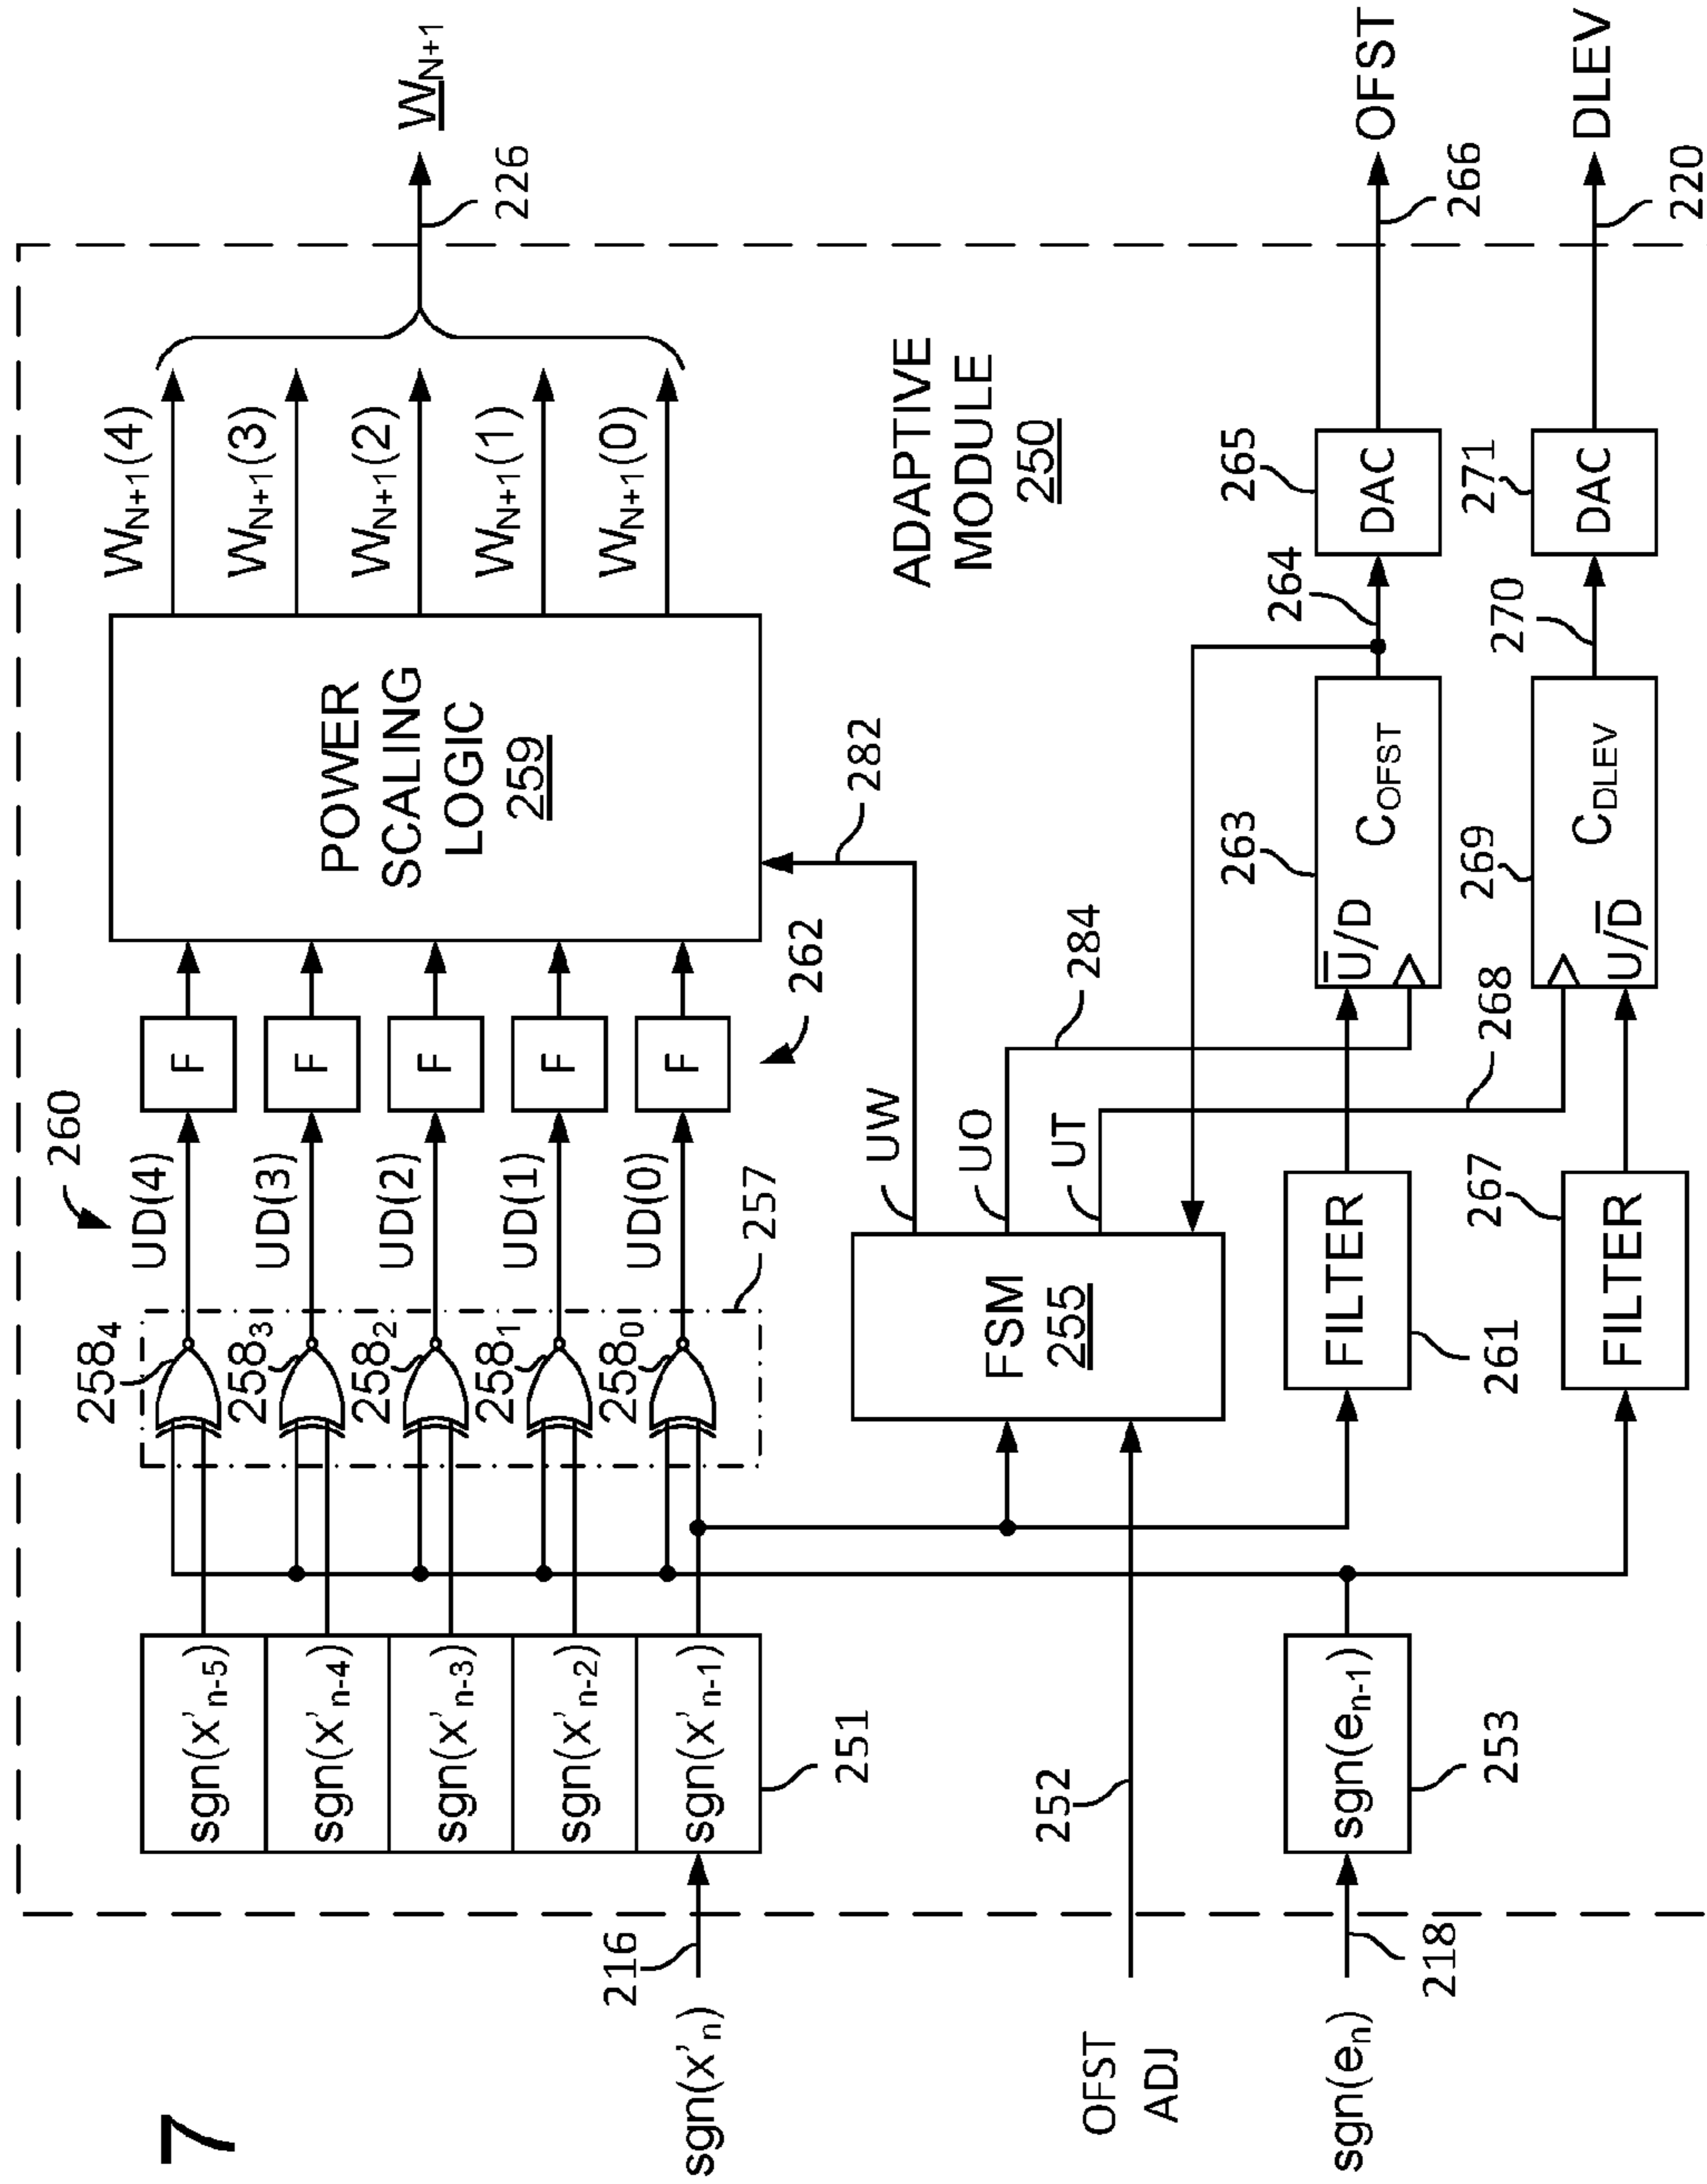 7
sgn(x'n)
216
OFST
ADJ
252
sgn(en)
218
sgn(x'n-5)
sgn(x'n-4)
sgn(x'n-3)
sgn(x'n-2)
sgn(x'n-1)
251
sgn(en-1)
253
2584
2583
2582
2581
2580
257
260
UD(4)
UD(3)
UD(2)
UD(1)
UD(0)
F
F
F
F
F
262
POWER
SCALING
LOGIC
259
WN+1(4)
WN+1(3)
WN+1(2)
WN+1(1)
WN+1(0)
WN+1
226
ADAPTIVE
MODULE
250
FSM
255
UW
UO
UT
282
284
268
FILTER
261
FILTER
267
U/D
COFST
263
U/D
CDLEV
269
264
270
DAC
265
DAC
271
OFST
266
DLEV
220